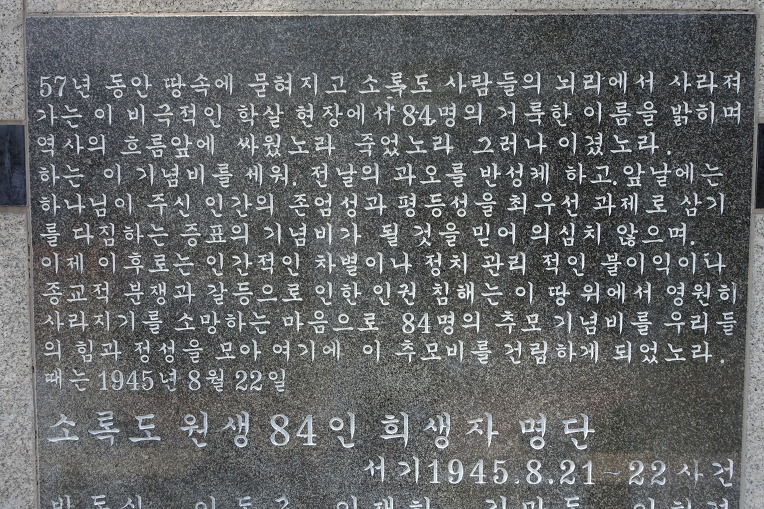 57년 동안 땅속에 묻혀지고 소록도 사람들의 뇌리에서 사라져
가는 이 비극적인 학살 현장에서 84명의 거룩한 이름을 밝히며
역사의 흐름앞에 싸웠노라 죽었노라 그러나 이겼노라.
하는 이 기념비를 세워, 전날의 과오를 반성케 하고, 앞날에는
하나님이 주신 인간의 존엄성과 평등성을 최우선 과제로 삼기
를 다짐하는 증표의 기념비가 될 것을 믿어 의심치 않으며.
이제 이후로는 인간적인 차별이나 정치 관리 적인 불이익이나
종교적 분쟁과 갈등으로 인한 인권 침해는 이 땅 위에서 영원히
사라지기를 소망하는 마음으로 84명의 추모 기념비를 우리들
의 힘과 정성을 모아 여기에 이 추모비를 건립하게 되었노라.
때는 1945년 8월 22일
소록도 원생 84인 희생자 명단
서기1945.8.21~22사건